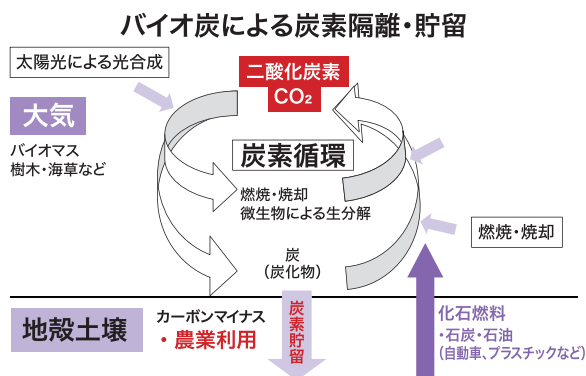 バイオ炭による炭素隔離・貯留
太陽光による光合成
二酸化炭素
CO₂
大気
バイオマス
樹木・海草など
炭素循環
燃焼・焼却
微生物による生分解
燃焼・焼却
炭
(炭化物)
地殻土壌
カーボンマイナス
・農業利用
炭素貯留
化石燃料
・石炭・石油
(自動車、プラスチックなど)